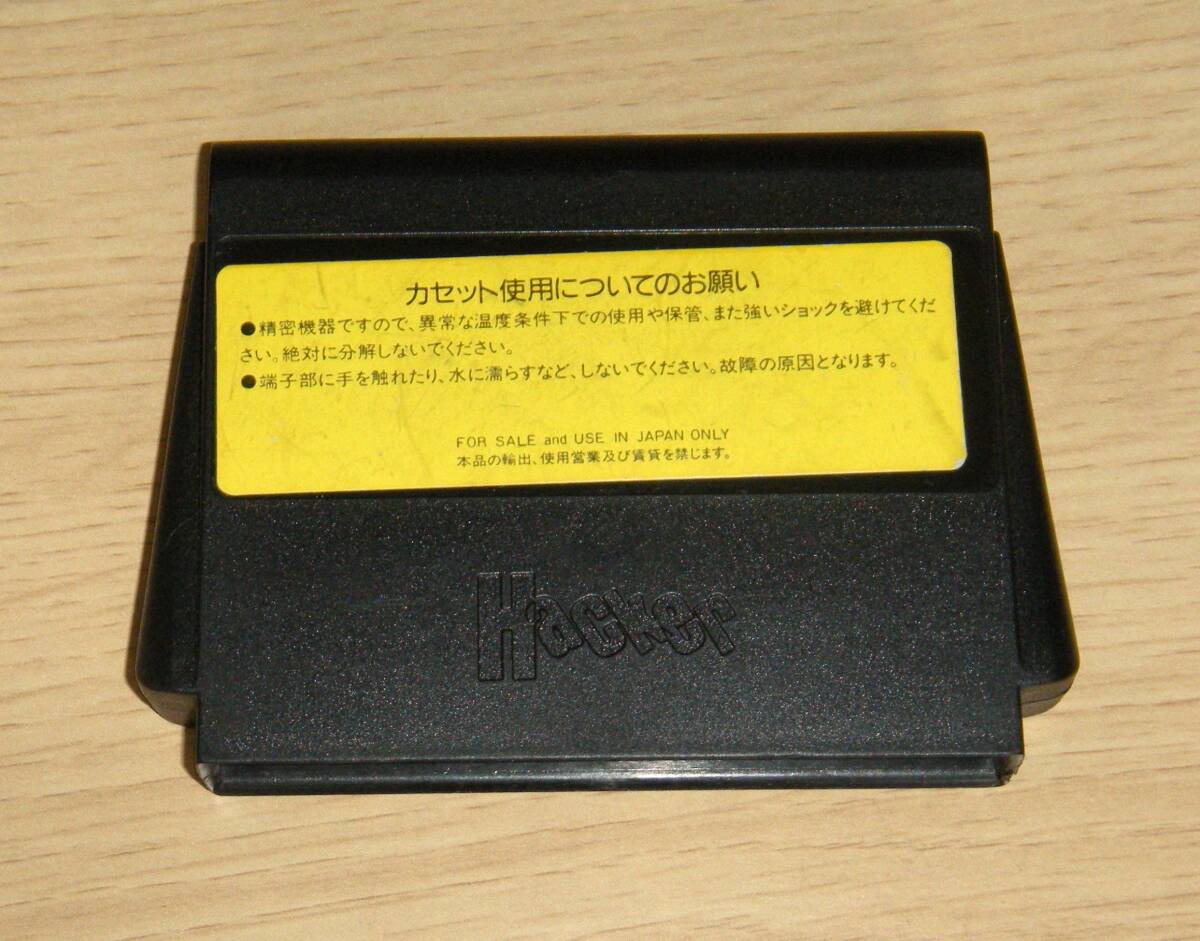 カセット使用についてのお願い
●精密機器ですので、異常な温度条件下での使用や保管、また強いショックを避けてくだ
さい。絶対に分解しないでください。
●端子部に手を触れたり、水に濡らすなど、しないでください。故障の原因となります。
FOR SALE and USE IN JAPAN ONLY
本品の輸出、使用営業及び賃貸を禁じます。
Hacker